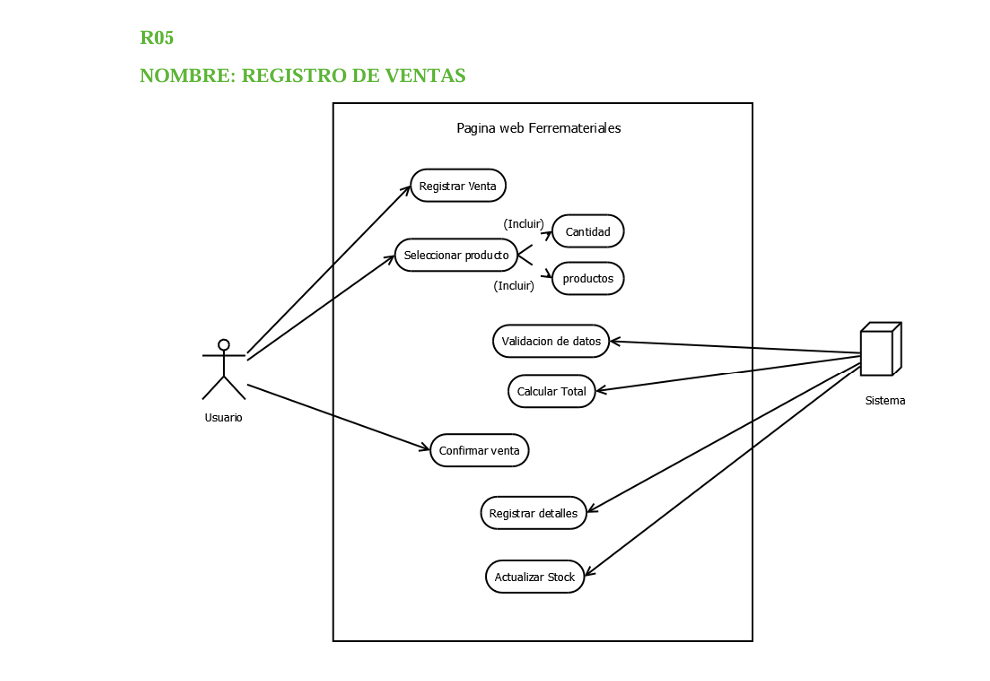 R05
NOMBRE: REGISTRO DE VENTAS
Pagina web Ferremateriales
Registrar Venta
(Incluir)
Cantidad
Seleccionar producto
productos
(Incluir)
Validacion de datos
Calcular Total
Sistema
Usuario
Confirmar venta
Registrar detalles
Actualizar Stock